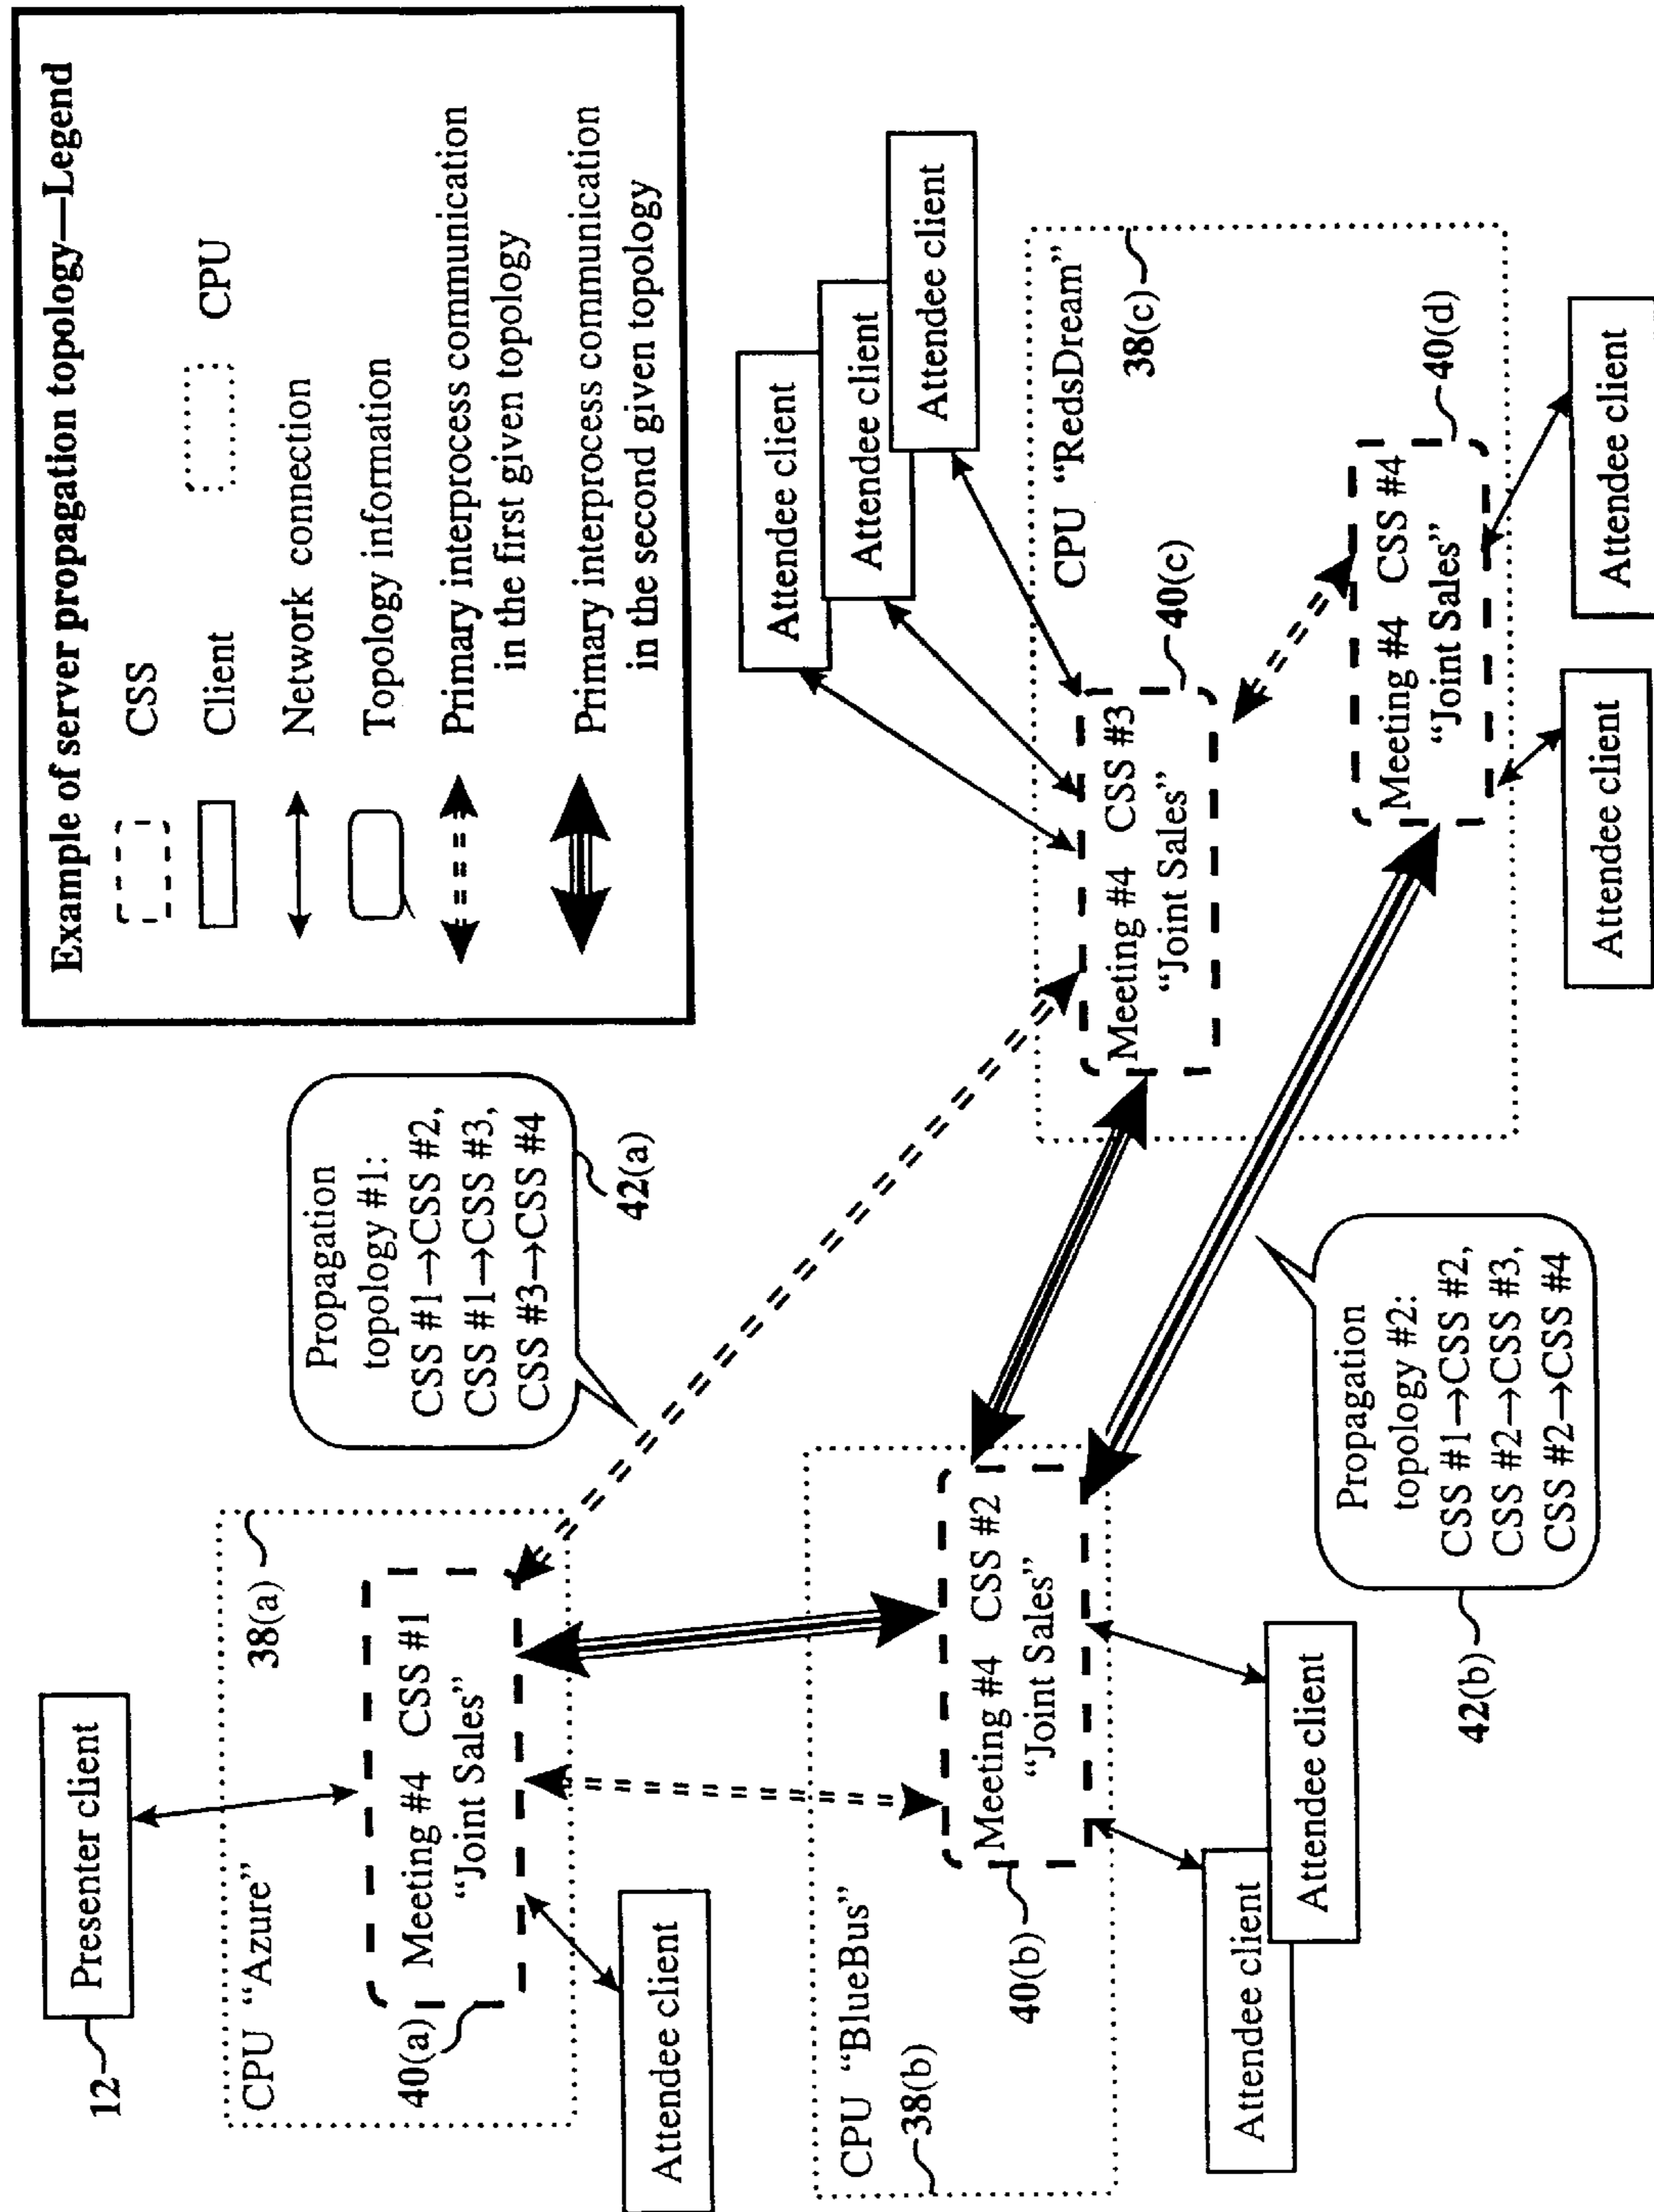 Example of server propagation topology—Legend
CSS
Client
CPU
Network connection
Topology information
Primary interprocess communication
in the first given topology
Primary interprocess communication
in the second given topology
12
Presenter client
CPU “Azure”
38(a)
40(a)
Meeting #4 CSS #1
“Joint Sales”
Attendee client
Propagation
topology #1:
CSS #1→CSS #2,
CSS #1→CSS #3,
CSS #3→CSS #4
42(a)
CPU “BlueBus”
38(b)
Meeting #4 CSS #2
“Joint Sales”
40(b)
Attendee client
Attendee client
Propagation
topology #2:
CSS #1→CSS #2,
CSS #2→CSS #3,
CSS #2→CSS #4
42(b)
Attendee client
Attendee client
Attendee client
CPU “RedsDream”
38(c)
Meeting #4 CSS #3
“Joint Sales”
40(c)
Meeting #4 CSS #4
“Joint Sales”
40(d)
Attendee client
Attendee client